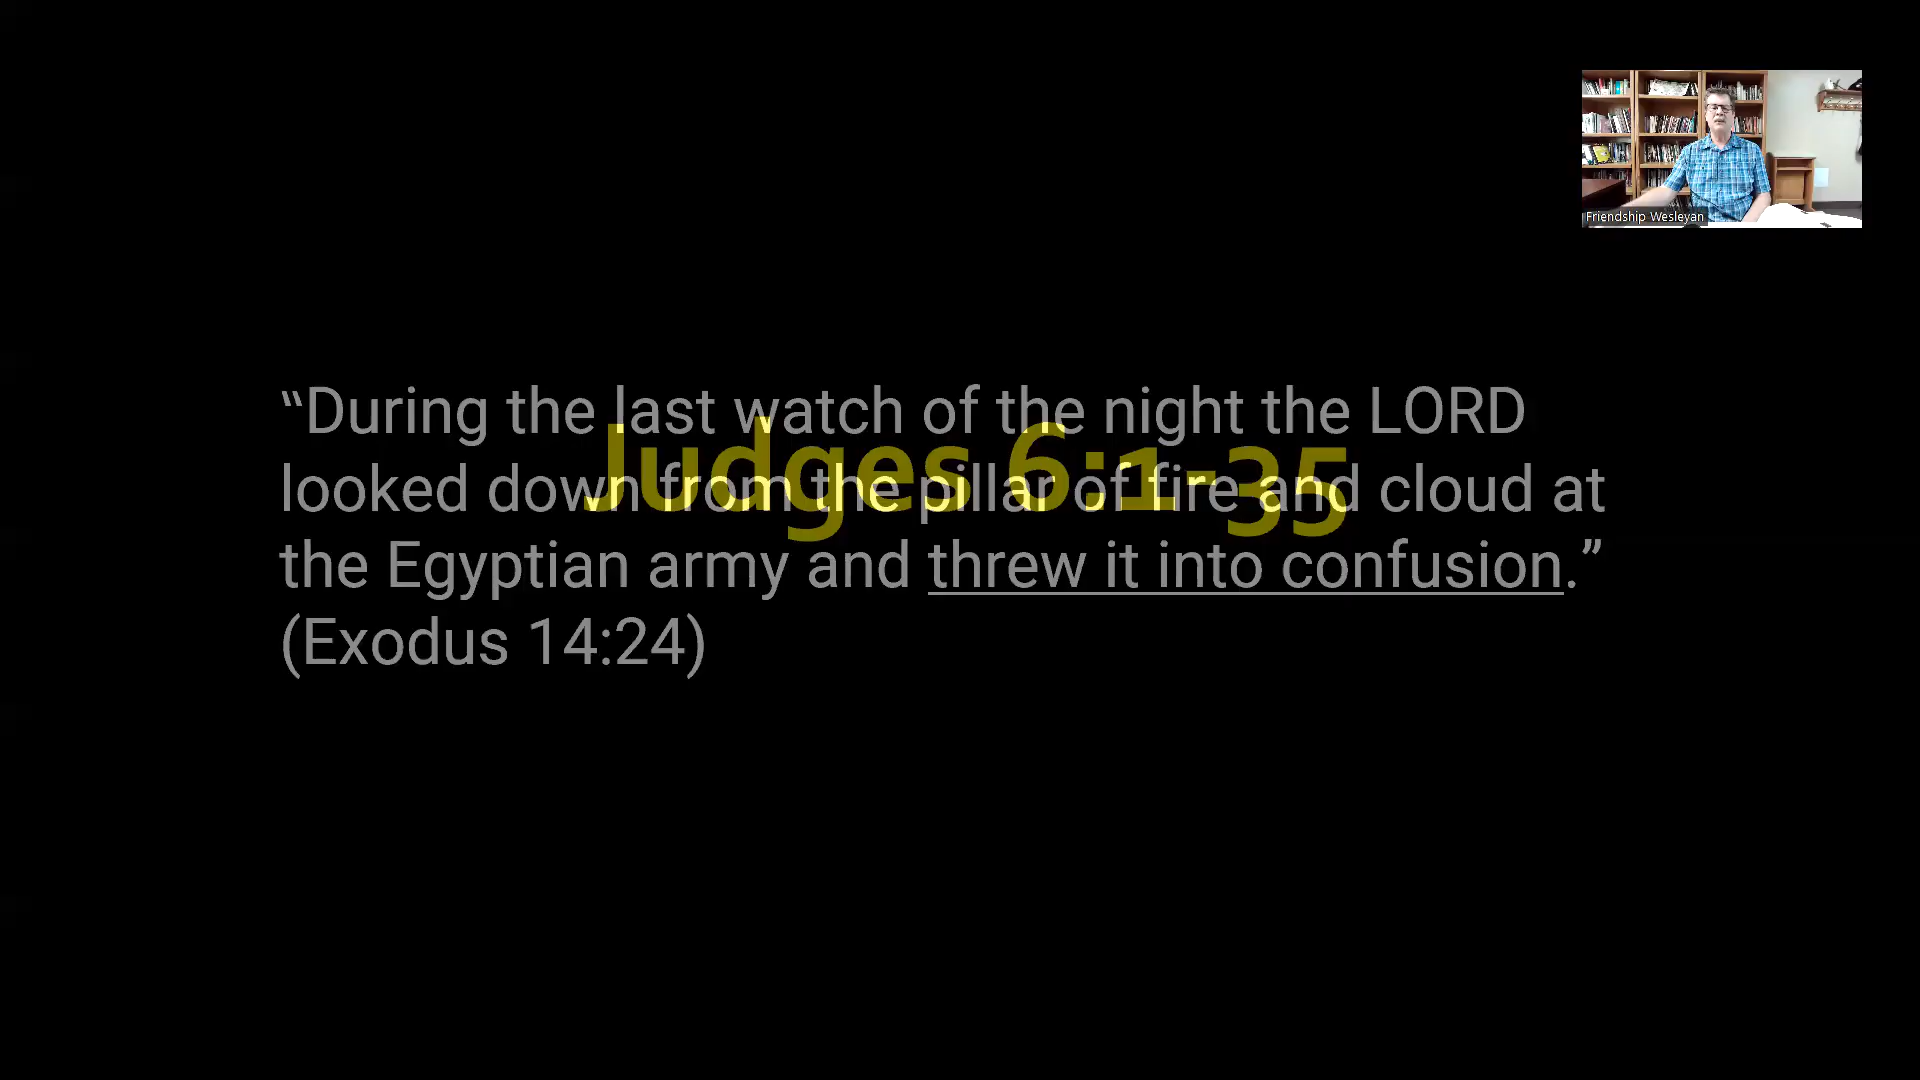 Friendship Wesleyan
“During the last watch of the night the LORD
Judges 6:1-35
looked down from the pillar of fire and cloud at
the Egyptian army and threw it into confusion.”
(Exodus 14:24)